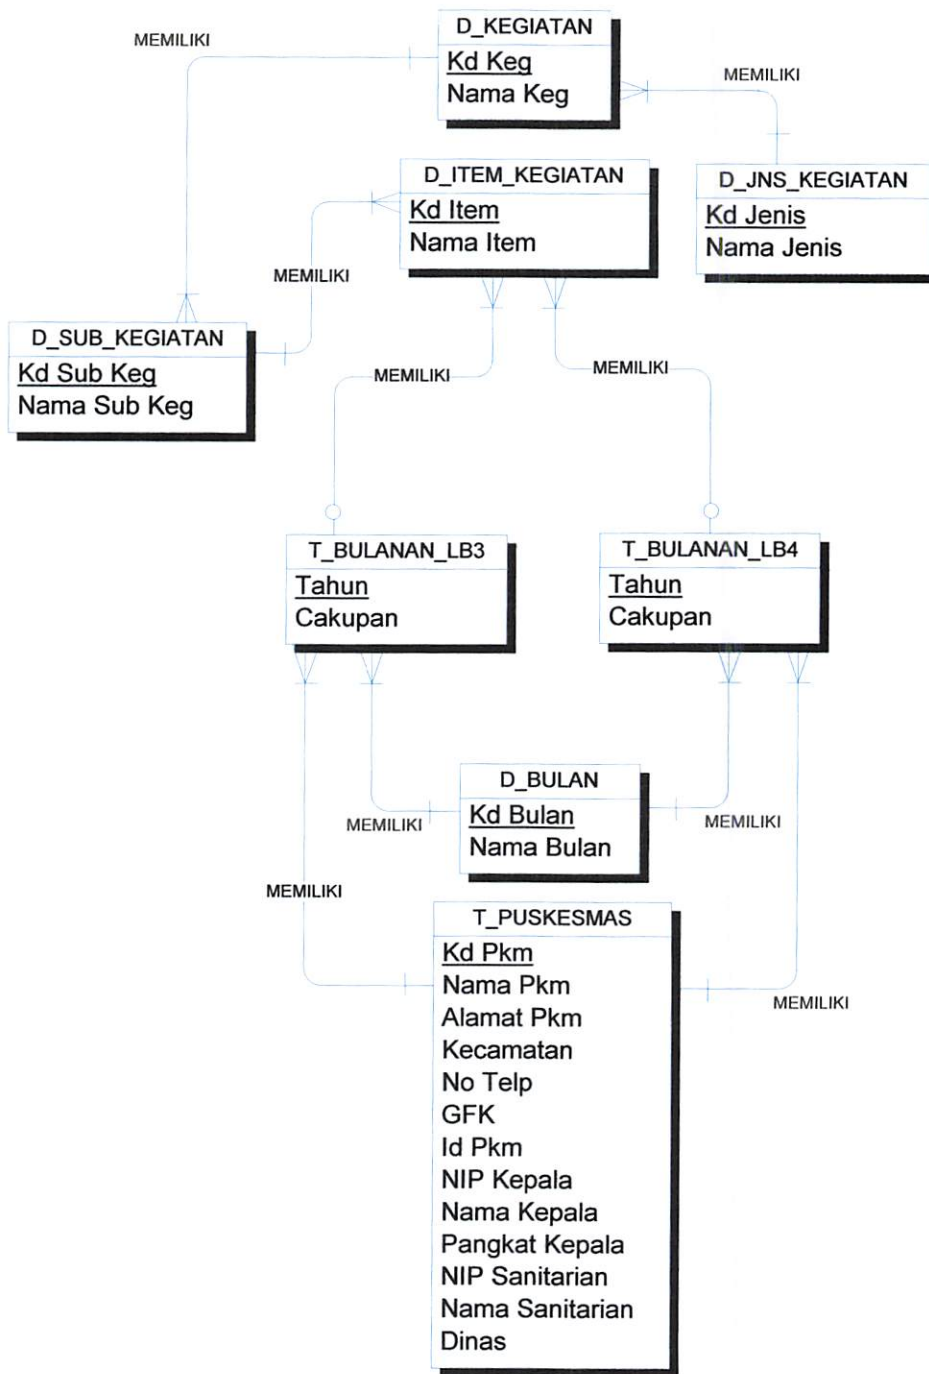 D_KEGIATAN
Kd Keg
Nama Keg
MEMILIKI
MEMILIKI
D_ITEM_KEGIATAN
Kd Item
Nama Item
D_JNS_KEGIATAN
Kd Jenis
Nama Jenis
MEMILIKI
D_SUB_KEGIATAN
Kd Sub Keg
Nama Sub Keg
MEMILIKI
MEMILIKI
T_BULANAN_LB3
Tahun
Cakupan
T_BULANAN_LB4
Tahun
Cakupan
D_BULAN
Kd Bulan
Nama Bulan
MEMILIKI
MEMILIKI
MEMILIKI
T_PUSKESMAS
Kd Pkm
Nama Pkm
Alamat Pkm
Kecamatan
No Telp
GFK
Id Pkm
NIP Kepala
Nama Kepala
Pangkat Kepala
NIP Sanitarian
Nama Sanitarian
Dinas
MEMILIKI